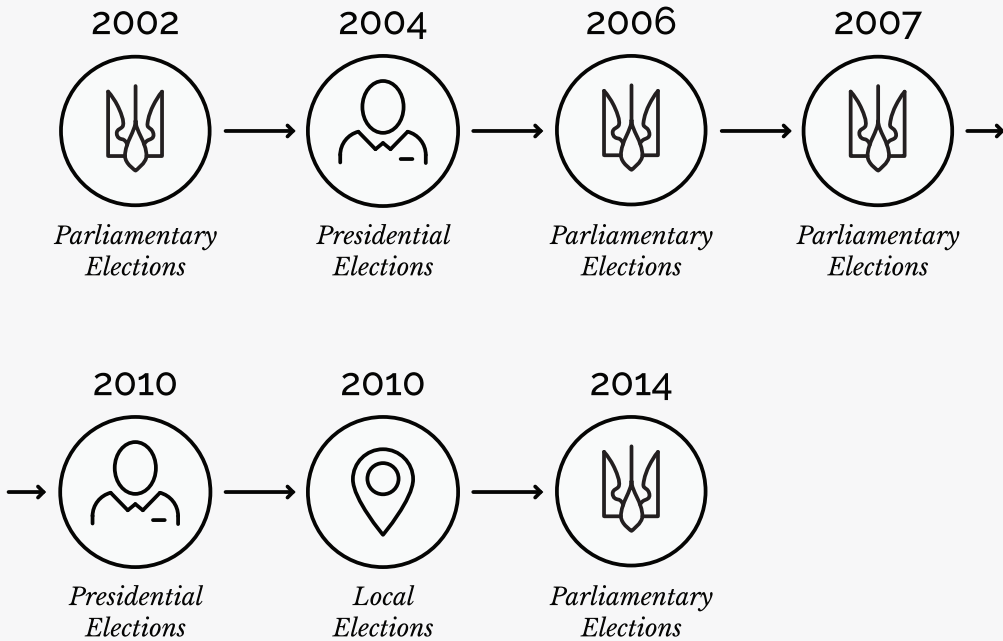 2002
2004
2006
2007
Parliamentary
Elections
Presidential
Elections
Parliamentary
Elections
Parliamentary
Elections
2010
2010
2014
Presidential
Elections
Local
Elections
Parliamentary
Elections